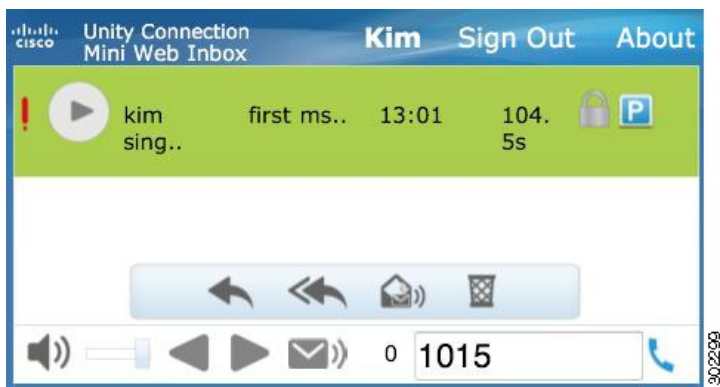 cisco Unity Connection Mini Web Inbox Kim Sign Out About
! kim sing.. first ms.. 13:01 104.5s P
0 1015
302299